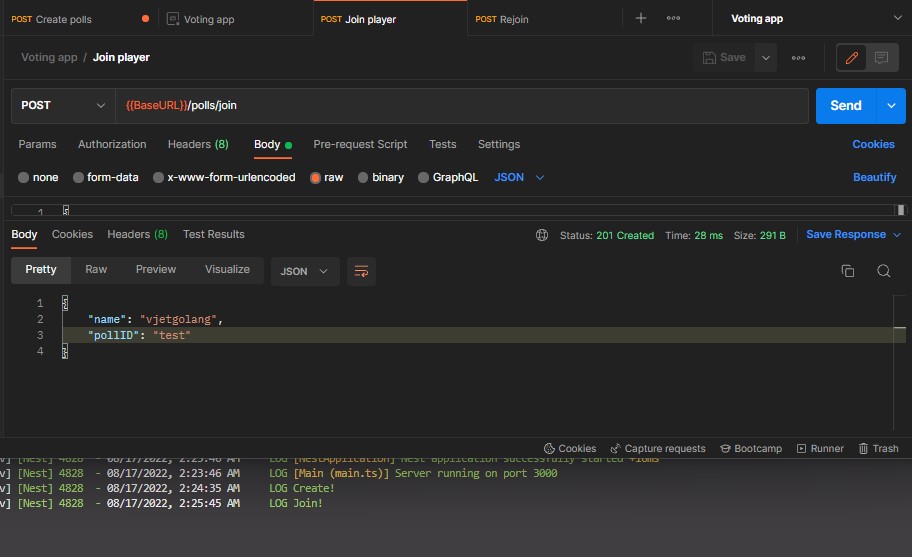 POST Create polls Voting app POST Join player POST Rejoin Voting app
Voting app / Join player Save
POST {{BaseURL}}/polls/join Send
Params Authorization Headers (8) Body Pre-request Script Tests Settings Cookies
none form-data x-www-form-urlencoded raw binary GraphQL JSON Beautify
1 {
Body Cookies Headers (8) Test Results Status: 201 Created Time: 28 ms Size: 291 B Save Response
Pretty Raw Preview Visualize JSON
1 {
2 "name": "vjetgolang",
3 "pollID": "test"
4 }
Cookies Capture requests Bootcamp Runner Trash
v] [Nest] 4828 - 08/17/2022, 2:23:46 AM LOG [NestApplication] Nest application successfully started +18ms
v] [Nest] 4828 - 08/17/2022, 2:23:46 AM LOG [Main (main.ts)] Server running on port 3000
v] [Nest] 4828 - 08/17/2022, 2:24:35 AM LOG Create!
v] [Nest] 4828 - 08/17/2022, 2:25:45 AM LOG Join!